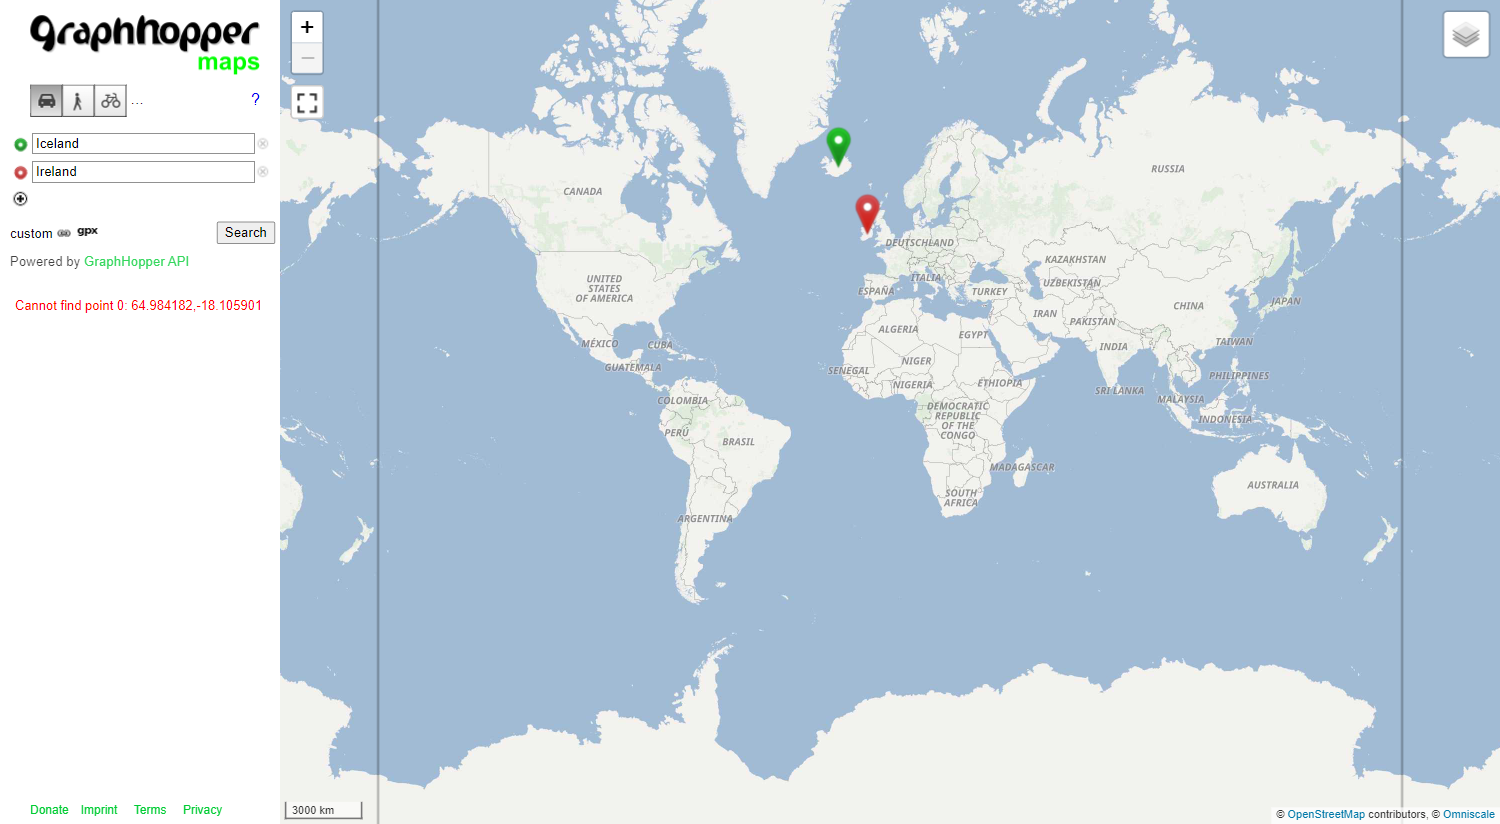 graphhopper
maps
...
?
Iceland
Ireland
custom gpx
Search
Powered by GraphHopper API
Cannot find point 0: 64.984182,-18.105901
Donate Imprint Terms Privacy
+
−
RUSSIA
CANADA
DEUTSCHLAND
KAZAKHSTAN
UNITED
STATES
OF AMERICA
ITALIA
UZBEKISTAN
ESPAÑA
TURKEY
CHINA
JAPAN
IRAN
PAKISTAN
ALGERIA
EGYPT
MÉXICO
CUBA
TAIWAN
INDIA
GUATEMALA
NIGER
SENEGAL
PHILIPPINES
NIGERIA
ETHIOPIA
SRI LANKA
MALAYSIA
COLOMBIA
DEMOCRATIC
REPUBLIC
OF THE
CONGO
INDONESIA
PERÚ
BRASIL
MADAGASCAR
AUSTRALIA
SOUTH
AFRICA
ARGENTINA
3000 km
© OpenStreetMap contributors, © Omniscale